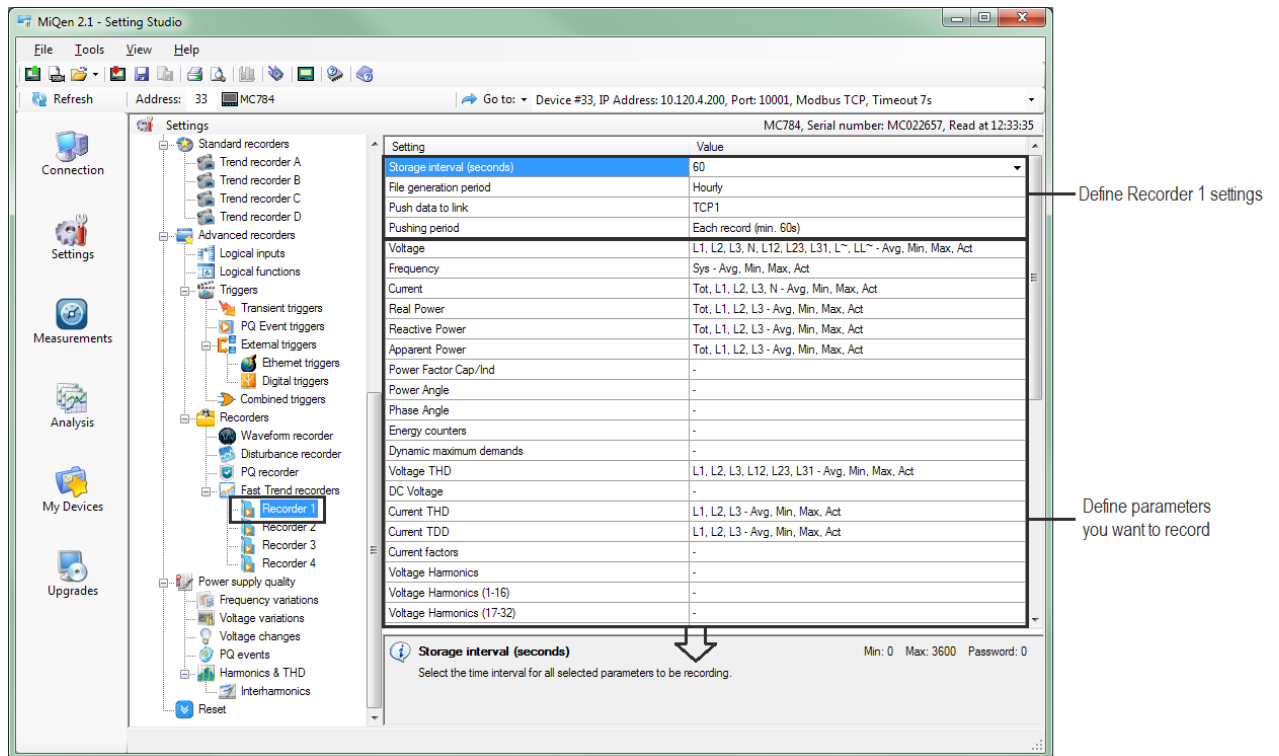 MiQen 2.1 - Setting Studio
File Tools View Help
Refresh Address: 33 MC784 Go to: Device #33, IP Address: 10.120.4.200, Port: 10001, Modbus TCP, Timeout 7s
Settings MC784, Serial number: MC022657, Read at 12:33:35
Connection
Settings
Measurements
Analysis
My Devices
Upgrades
Standard recorders
Trend recorder A
Trend recorder B
Trend recorder C
Trend recorder D
Advanced recorders
Logical inputs
Logical functions
Triggers
Transient triggers
PQ Event triggers
External triggers
Ethernet triggers
Digital triggers
Combined triggers
Recorders
Waveform recorder
Disturbance recorder
PQ recorder
Fast Trend recorders
Recorder 1
Recorder 2
Recorder 3
Recorder 4
Power supply quality
Frequency variations
Voltage variations
Voltage changes
PQ events
Harmonics & THD
Interharmonics
Reset
Setting Value
Storage interval (seconds) 60
File generation period Hourly
Push data to link TCP1
Pushing period Each record (min. 60s)
Voltage L1, L2, L3, N, L12, L23, L31, L~, LL~ - Avg, Min, Max, Act
Frequency Sys - Avg, Min, Max, Act
Current Tot, L1, L2, L3, N - Avg, Min, Max, Act
Real Power Tot, L1, L2, L3 - Avg, Min, Max, Act
Reactive Power Tot, L1, L2, L3 - Avg, Min, Max, Act
Apparent Power Tot, L1, L2, L3 - Avg, Min, Max, Act
Power Factor Cap/Ind -
Power Angle -
Phase Angle -
Energy counters -
Dynamic maximum demands -
Voltage THD L1, L2, L3, L12, L23, L31 - Avg, Min, Max, Act
DC Voltage -
Current THD L1, L2, L3 - Avg, Min, Max, Act
Current TDD L1, L2, L3 - Avg, Min, Max, Act
Current factors -
Voltage Harmonics -
Voltage Harmonics (1-16) -
Voltage Harmonics (17-32) -
Storage interval (seconds) Min: 0 Max: 3600 Password: 0
Select the time interval for all selected parameters to be recording.
Define Recorder 1 settings
Define parameters
you want to record